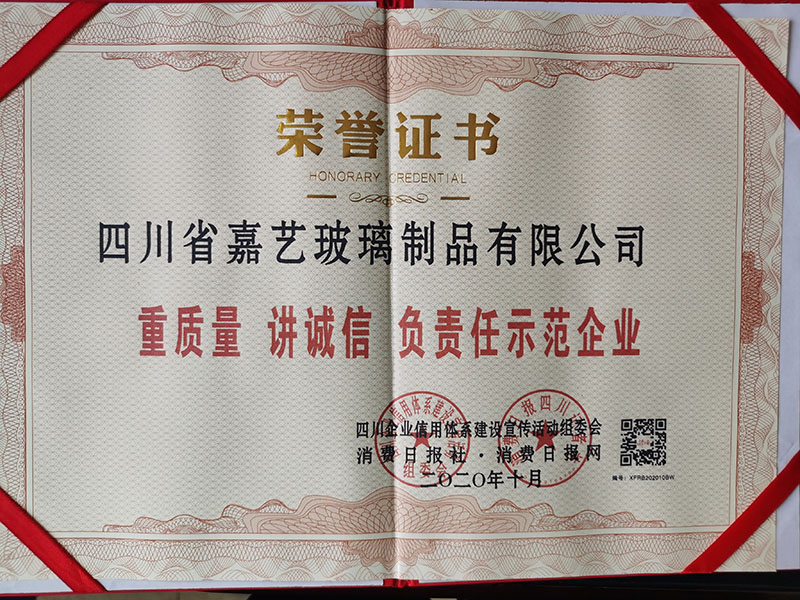 荣誉证书
HONORARY CREDENTIAL
四川省嘉艺玻璃制品有限公司
重质量 讲诚信 负责任示范企业
四川企业信用体系建设宣传活动组委会
消费日报社·消费日报网
二〇二〇年十月
编号：XFRB202010BW